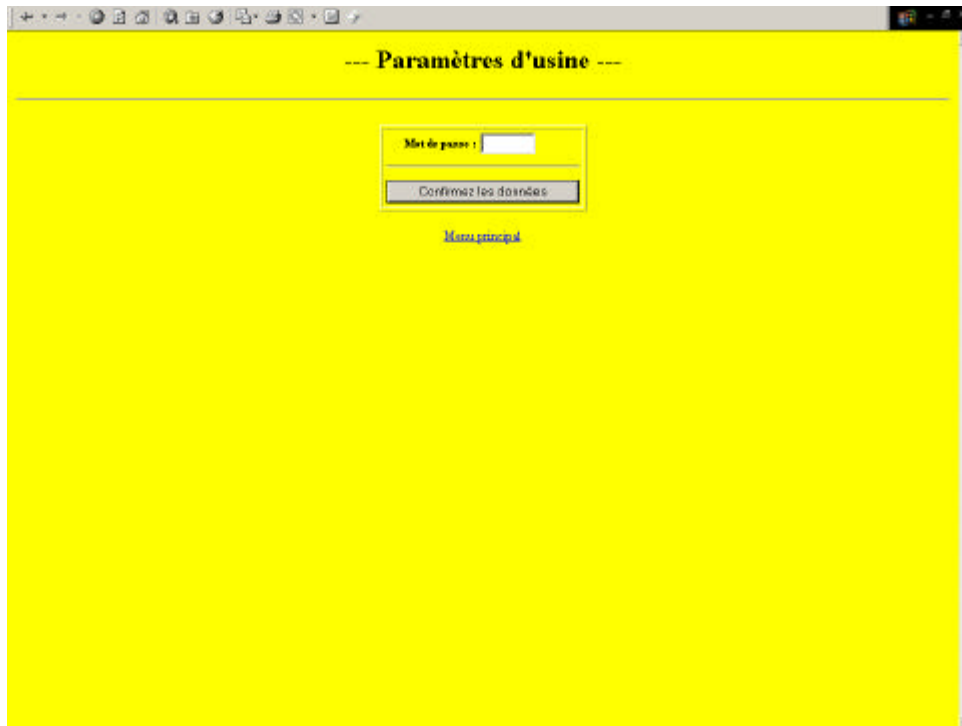 --- Paramètres d'usine ---
Mot de passe :
Confirmez les données
Menu principal